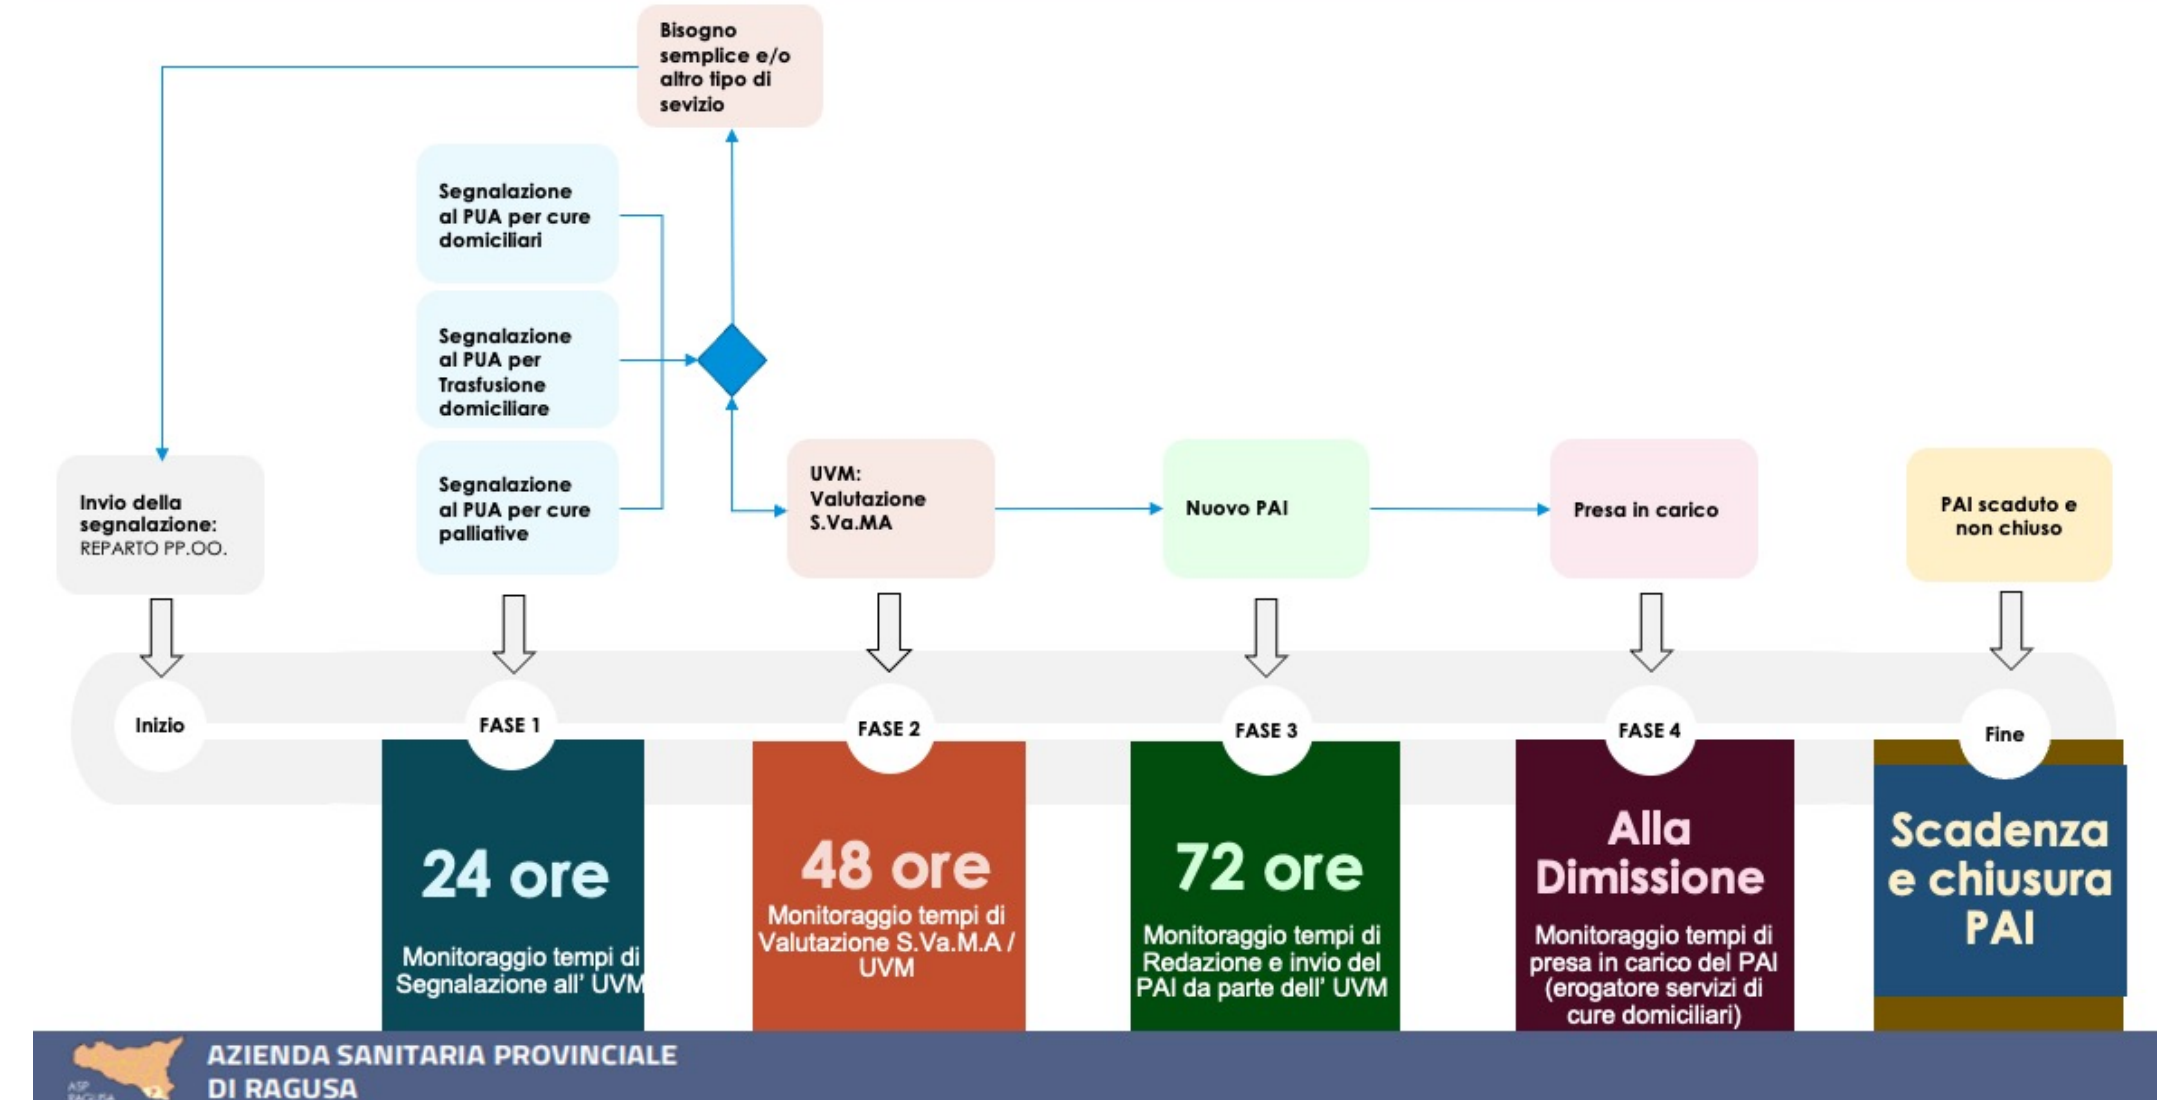 Bisogno
semplice e/o
altro tipo di
sevizio
Segnalazione
al PUA per cure
domiciliari
Segnalazione
al PUA per
Trasfusione
domiciliare
Segnalazione
al PUA per cure
palliative
Invio della
segnalazione:
REPARTO PP.OO.
UVM:
Valutazione
S.Va.MA
Nuovo PAI
Presa in carico
PAI scaduto e
non chiuso
Inizio
FASE 1
FASE 2
FASE 3
FASE 4
Fine
24 ore
Monitoraggio tempi di
Segnalazione all' UVM
48 ore
Monitoraggio tempi di
Valutazione S.Va.M.A /
UVM
72 ore
Monitoraggio tempi di
Redazione e invio del
PAI da parte dell' UVM
Alla
Dimissione
Monitoraggio tempi di
presa in carico del PAI
(erogatore servizi di
cure domiciliari)
Scadenza
e chiusura
PAI
ASP
RAGUSA
AZIENDA SANITARIA PROVINCIALE
DI RAGUSA